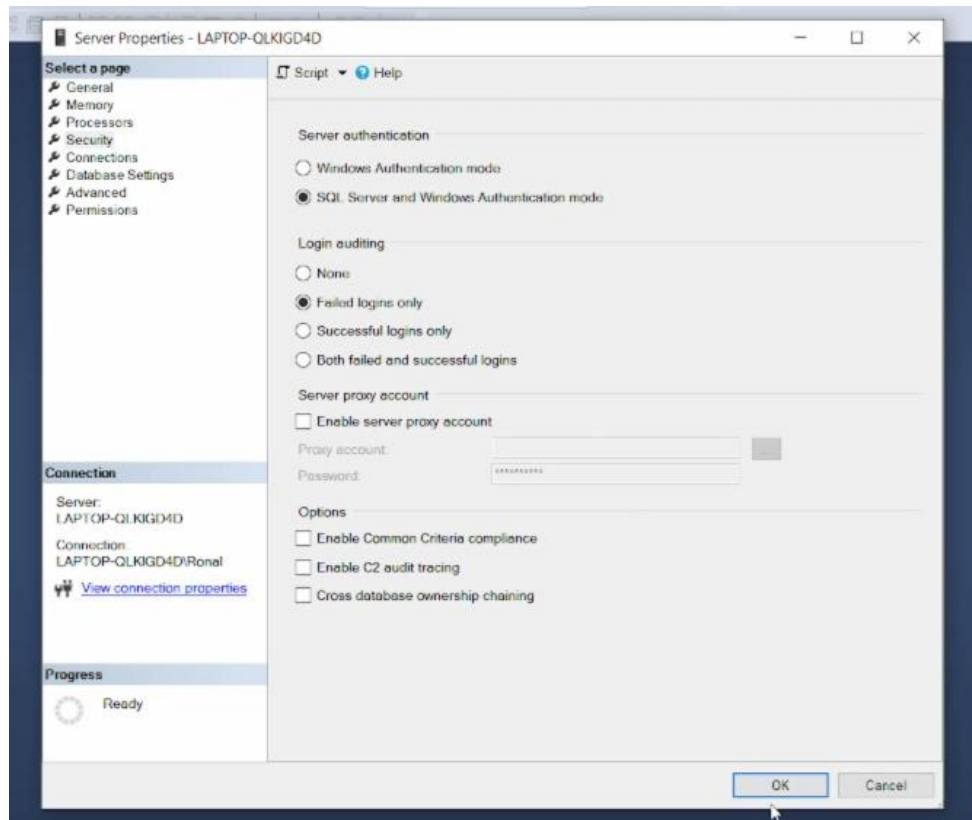 Server Properties - LAPTOP-QLKIGD4D
Select a page
General
Memory
Processors
Security
Connections
Database Settings
Advanced
Permissions
Script
Help
Server authentication
Windows Authentication mode
SQL Server and Windows Authentication mode
Login auditing
None
Failed logins only
Successful logins only
Both failed and successful logins
Server proxy account
Enable server proxy account
Proxy account:
Password:
**********
Options
Enable Common Criteria compliance
Enable C2 audit tracing
Cross database ownership chaining
Connection
Server:
LAPTOP-QLKIGD4D
Connection:
LAPTOP-QLKIGD4D\Ronal
View connection properties
Progress
Ready
OK
Cancel